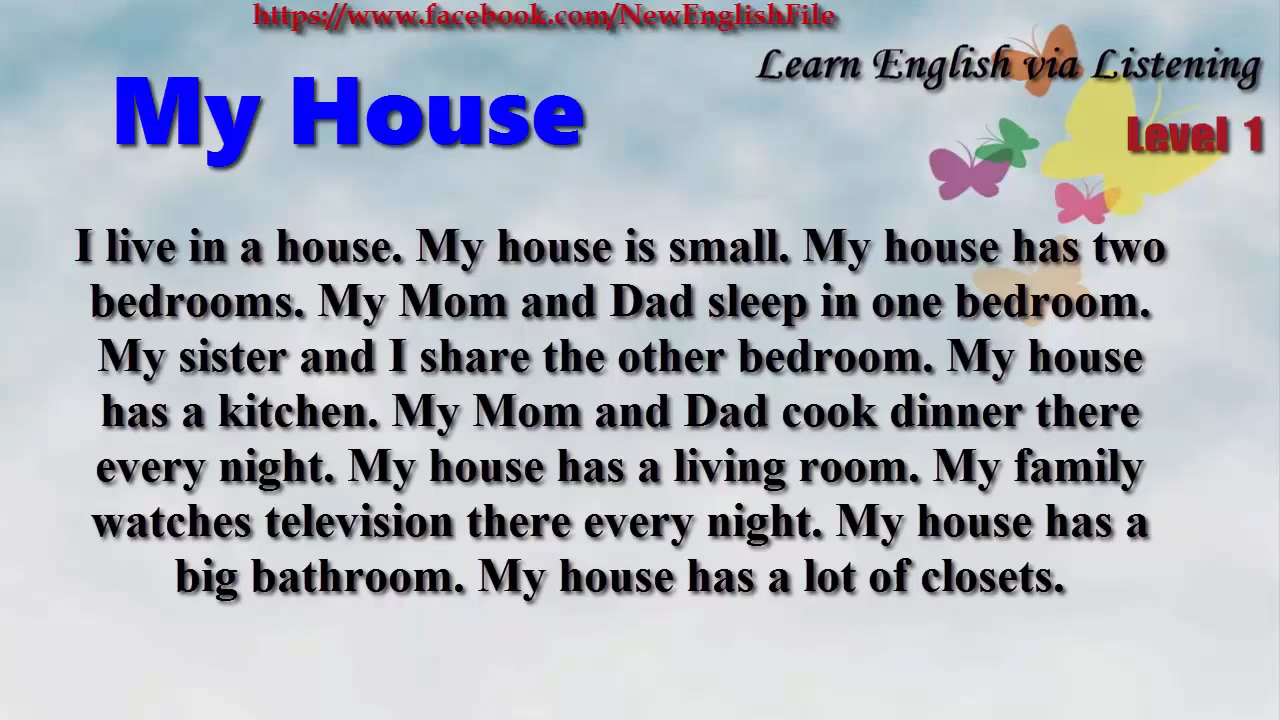 https://www.facebook.com/NewEnglishFile
Learn English via Listening
My House
Level 1
I live in a house. My house is small. My house has two
bedrooms. My Mom and Dad sleep in one bedroom.
My sister and I share the other bedroom. My house
has a kitchen. My Mom and Dad cook dinner there
every night. My house has a living room. My family
watches television there every night. My house has a
big bathroom. My house has a lot of closets.